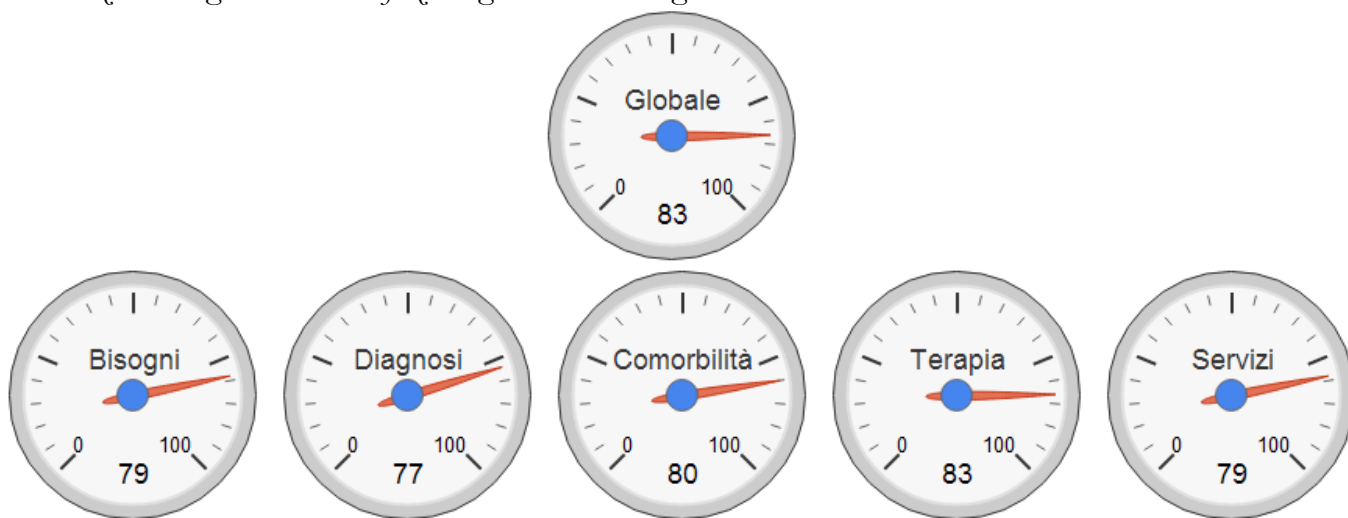 Globale
0 100
83
Bisogni Diagnosi Comorbilità Terapia Servizi
0 100 0 100 0 100 0 100 0 100
79 77 80 83 79